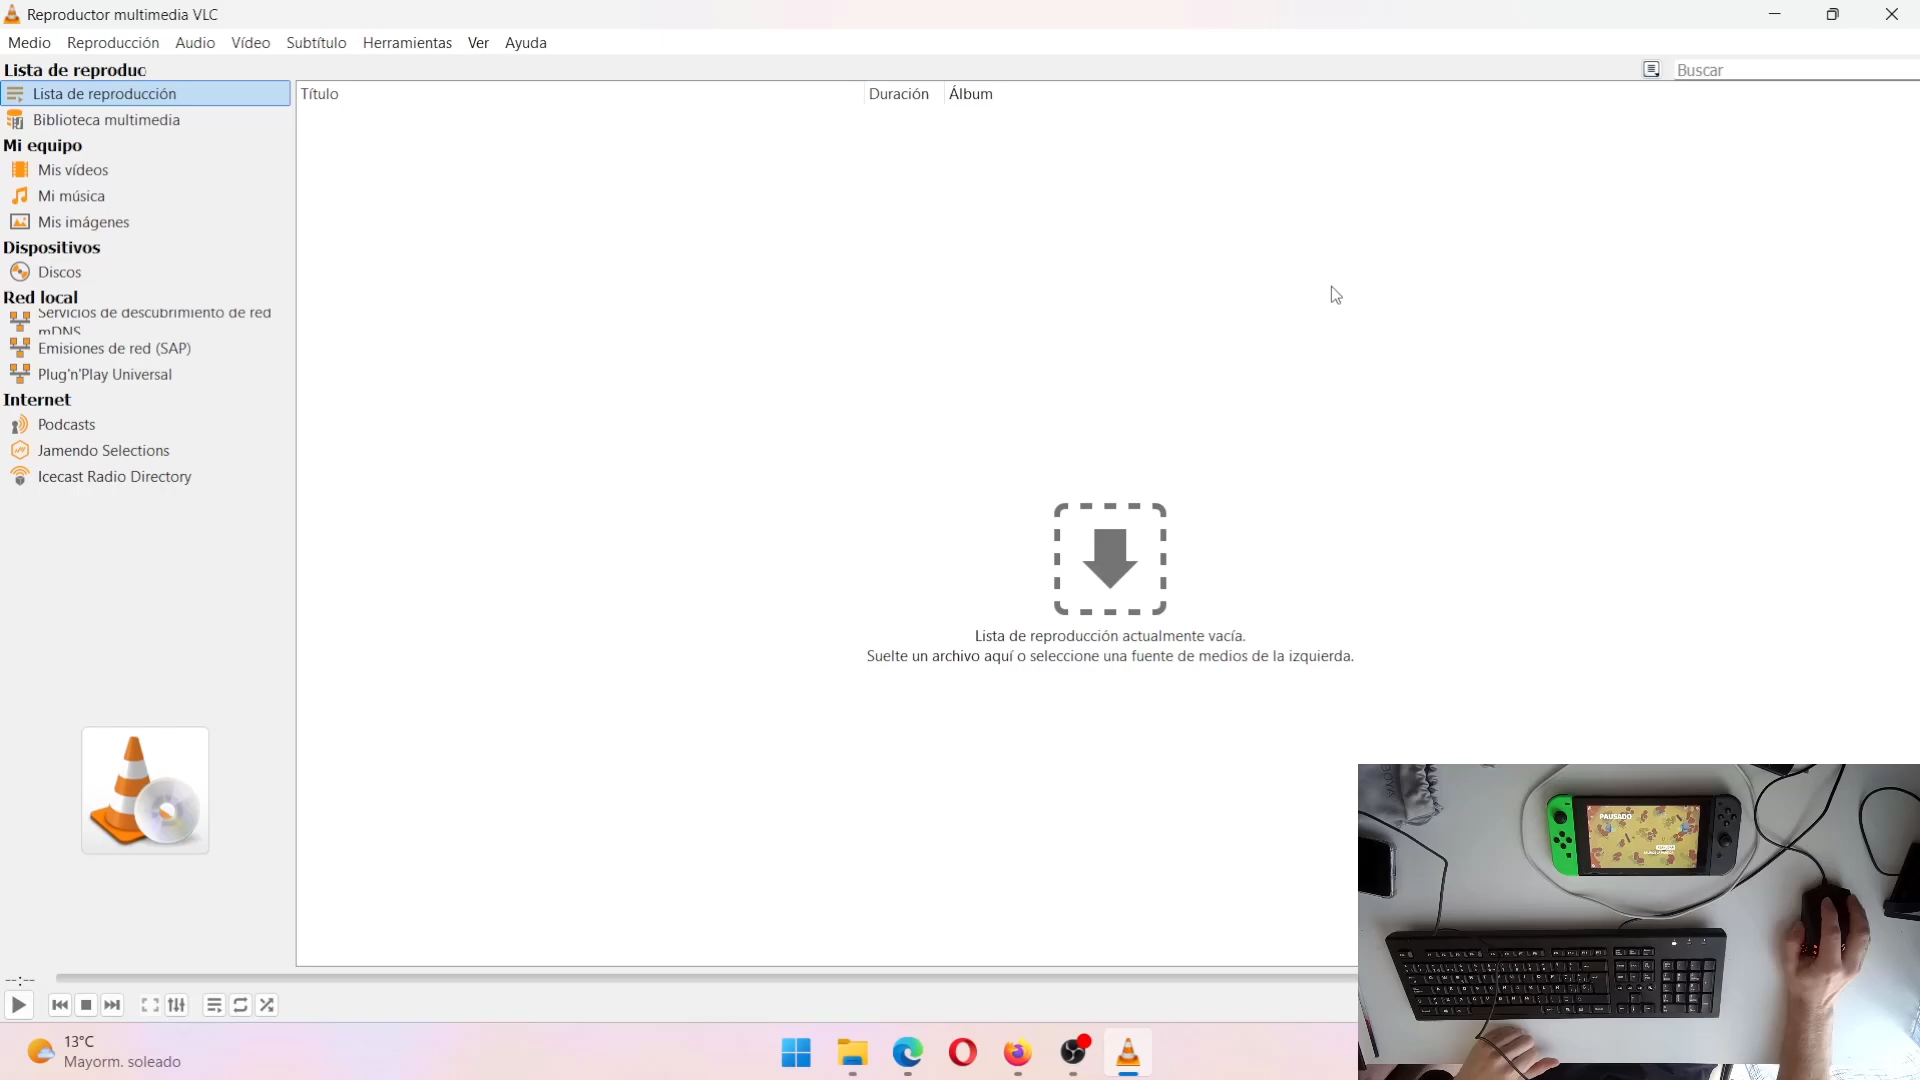 Reproductor multimedia VLC
Medio Reproducción Audio Vídeo Subtítulo Herramientas Ver Ayuda
Lista de reproduc
Buscar
Lista de reproducción
Título Duración Álbum
Biblioteca multimedia
Mi equipo
Mis vídeos
Mi música
Mis imágenes
Dispositivos
Discos
Red local
Servicios de descubrimiento de red
mDNS
Emisiones de red (SAP)
Plug'n'Play Universal
Internet
Podcasts
Jamendo Selections
Icecast Radio Directory
Lista de reproducción actualmente vacía.
Suelte un archivo aquí o seleccione una fuente de medios de la izquierda.
PAUSADO
--:--
13°C
Mayorm. soleado